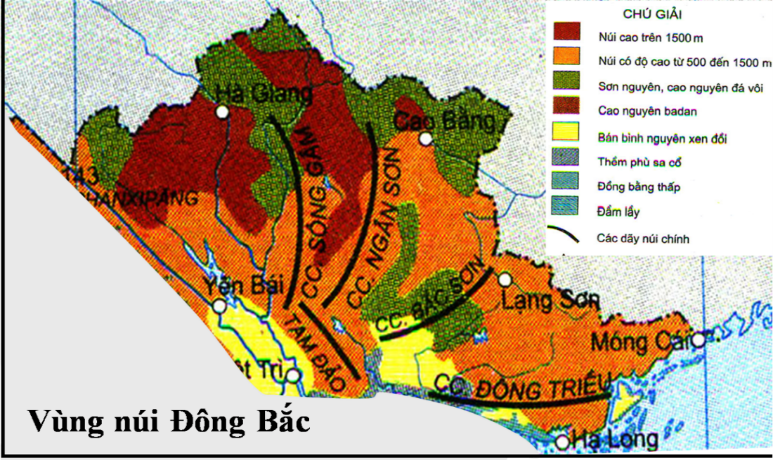 CHÚ GIẢI
Núi cao trên 1500 m
Núi có độ cao từ 500 đến 1500 m
Sơn nguyên, cao nguyên đá vôi
Cao nguyên badan
Bán bình nguyên xen đồi
Thềm phù sa cổ
Đồng bằng thấp
Đầm lầy
Các dãy núi chính
Hà Giang
Cao Bằng
143
CC. SÔNG GÂM
CC. NGÂN SƠN
CC. BẮC SƠN
Yên Bái
Lạng Sơn
TAM ĐẢO
Móng Cái
CC. ĐÔNG TRIỀU
Hạ Long
Vùng núi Đông Bắc